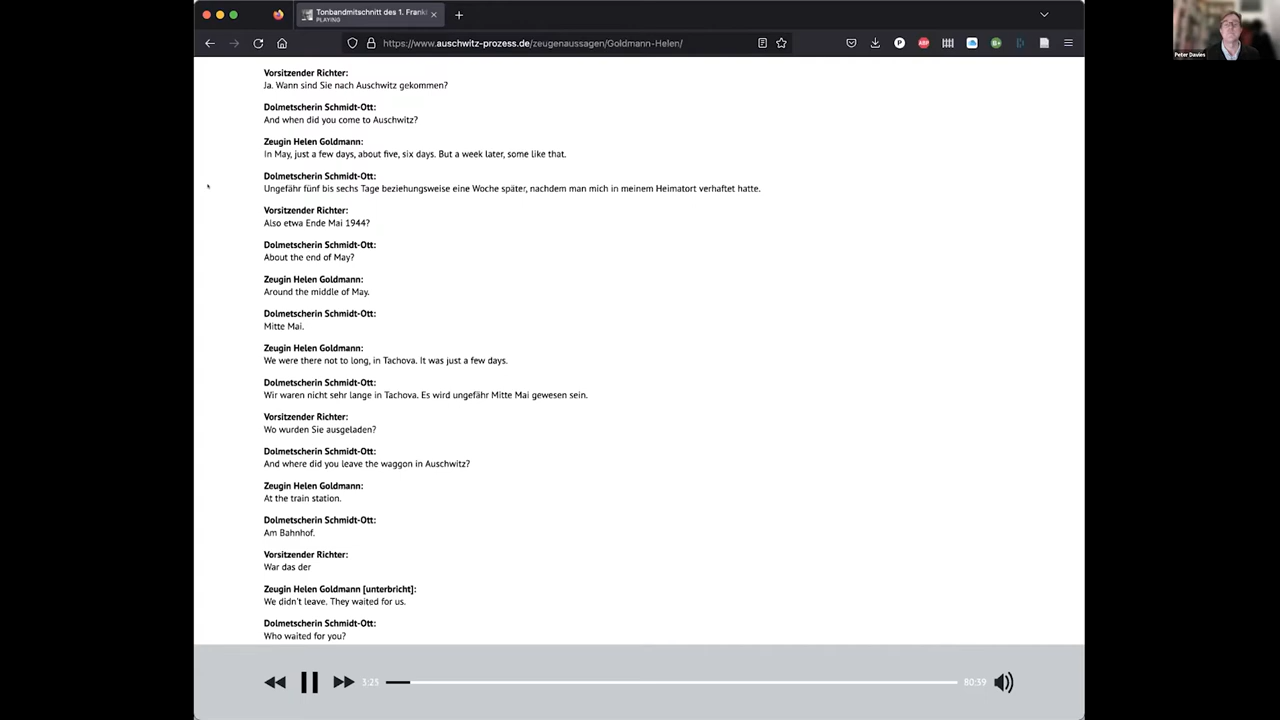 Tonbandmitschnitt des 1. Frank
PLAYING
https://www.auschwitz-prozess.de/zeugenaussagen/Goldmann-Helen/
Peter Davies
Vorsitzender Richter:
Ja. Wann sind Sie nach Auschwitz gekommen?
Dolmetscherin Schmidt-Ott:
And when did you come to Auschwitz?
Zeugin Helen Goldmann:
In May, just a few days, about five, six days. But a week later, some like that.
Dolmetscherin Schmidt-Ott:
Ungefähr fünf bis sechs Tage beziehungsweise eine Woche später, nachdem man mich in meinem Heimatort verhaftet hatte.
Vorsitzender Richter:
Also etwa Ende Mai 1944?
Dolmetscherin Schmidt-Ott:
About the end of May?
Zeugin Helen Goldmann:
Around the middle of May.
Dolmetscherin Schmidt-Ott:
Mitte Mai.
Zeugin Helen Goldmann:
We were there not to long, in Tachova. It was just a few days.
Dolmetscherin Schmidt-Ott:
Wir waren nicht sehr lange in Tachova. Es wird ungefähr Mitte Mai gewesen sein.
Vorsitzender Richter:
Wo wurden Sie ausgeladen?
Dolmetscherin Schmidt-Ott:
And where did you leave the waggon in Auschwitz?
Zeugin Helen Goldmann:
At the train station.
Dolmetscherin Schmidt-Ott:
Am Bahnhof.
Vorsitzender Richter:
War das der
Zeugin Helen Goldmann [unterbricht]:
We didn't leave. They waited for us.
Dolmetscherin Schmidt-Ott:
Who waited for you?
3:25
80:39